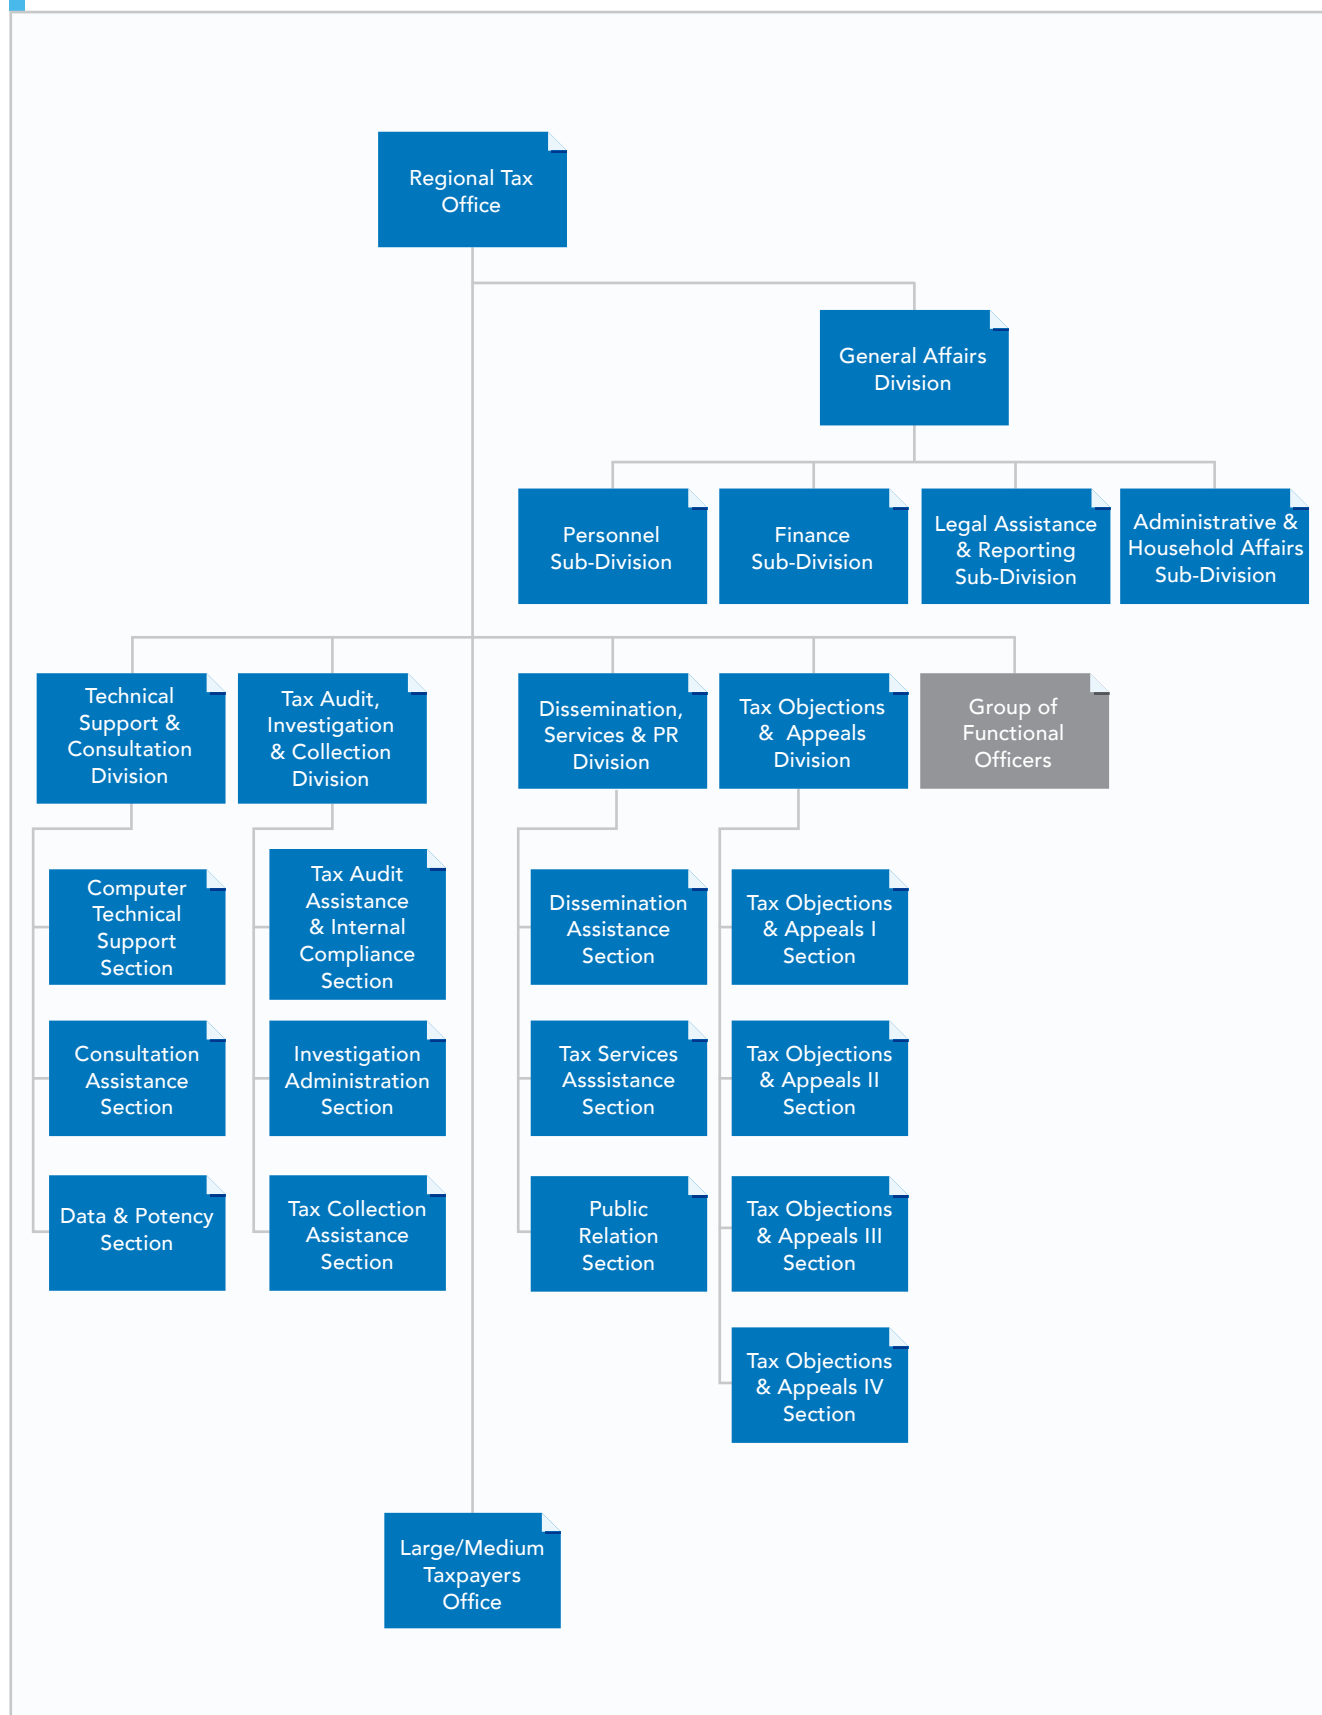 Regional Tax
Office
General Affairs
Division
Personnel
Sub-Division
Finance
Sub-Division
Legal Assistance
& Reporting
Sub-Division
Administrative &
Household Affairs
Sub-Division
Technical
Support &
Consultation
Division
Tax Audit,
Investigation
& Collection
Division
Dissemination,
Services & PR
Division
Tax Objections
& Appeals
Division
Group of
Functional
Officers
Computer
Technical
Support
Section
Tax Audit
Assistance
& Internal
Compliance
Section
Dissemination
Assistance
Section
Tax Objections
& Appeals I
Section
Consultation
Assistance
Section
Investigation
Administration
Section
Tax Services
Asssistance
Section
Tax Objections
& Appeals II
Section
Data & Potency
Section
Tax Collection
Assistance
Section
Public
Relation
Section
Tax Objections
& Appeals III
Section
Tax Objections
& Appeals IV
Section
Large/Medium
Taxpayers
Office